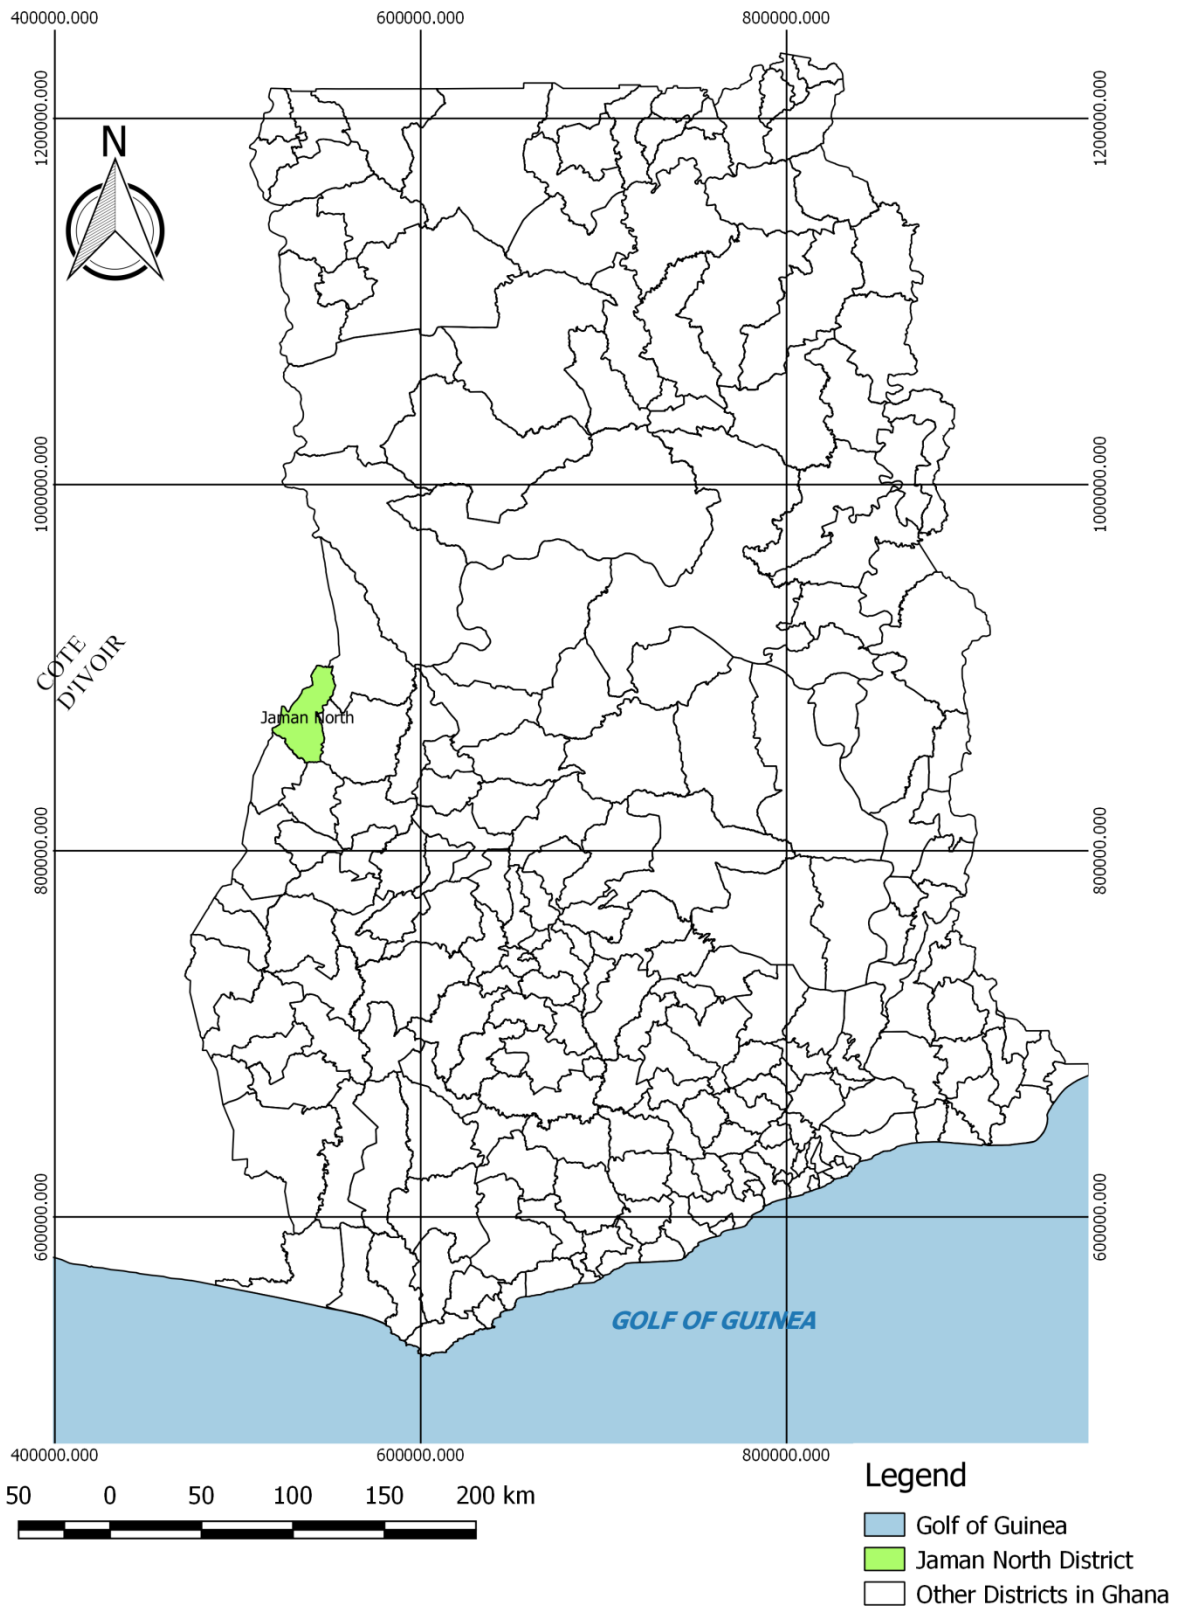 400000.000 600000.000 800000.000
1200000.000 1200000.000
N
1000000.000 1000000.000
COTE
D'IVOIR
Jaman North
800000.000 800000.000
600000.000 600000.000
GOLF OF GUINEA
400000.000 600000.000 800000.000
50 0 50 100 150 200 km
Legend
Golf of Guinea
Jaman North District
Other Districts in Ghana